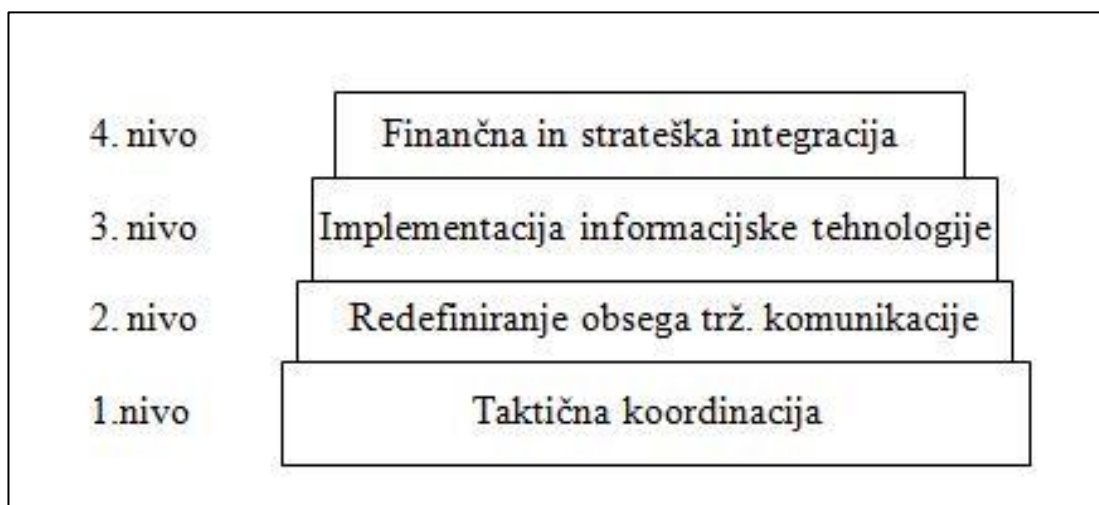 4. nivo Finančna in strateška integracija
3. nivo Implementacija informacijske tehnologije
2. nivo Redefiniranje obsega trž. komunikacije
1.nivo Taktična koordinacija